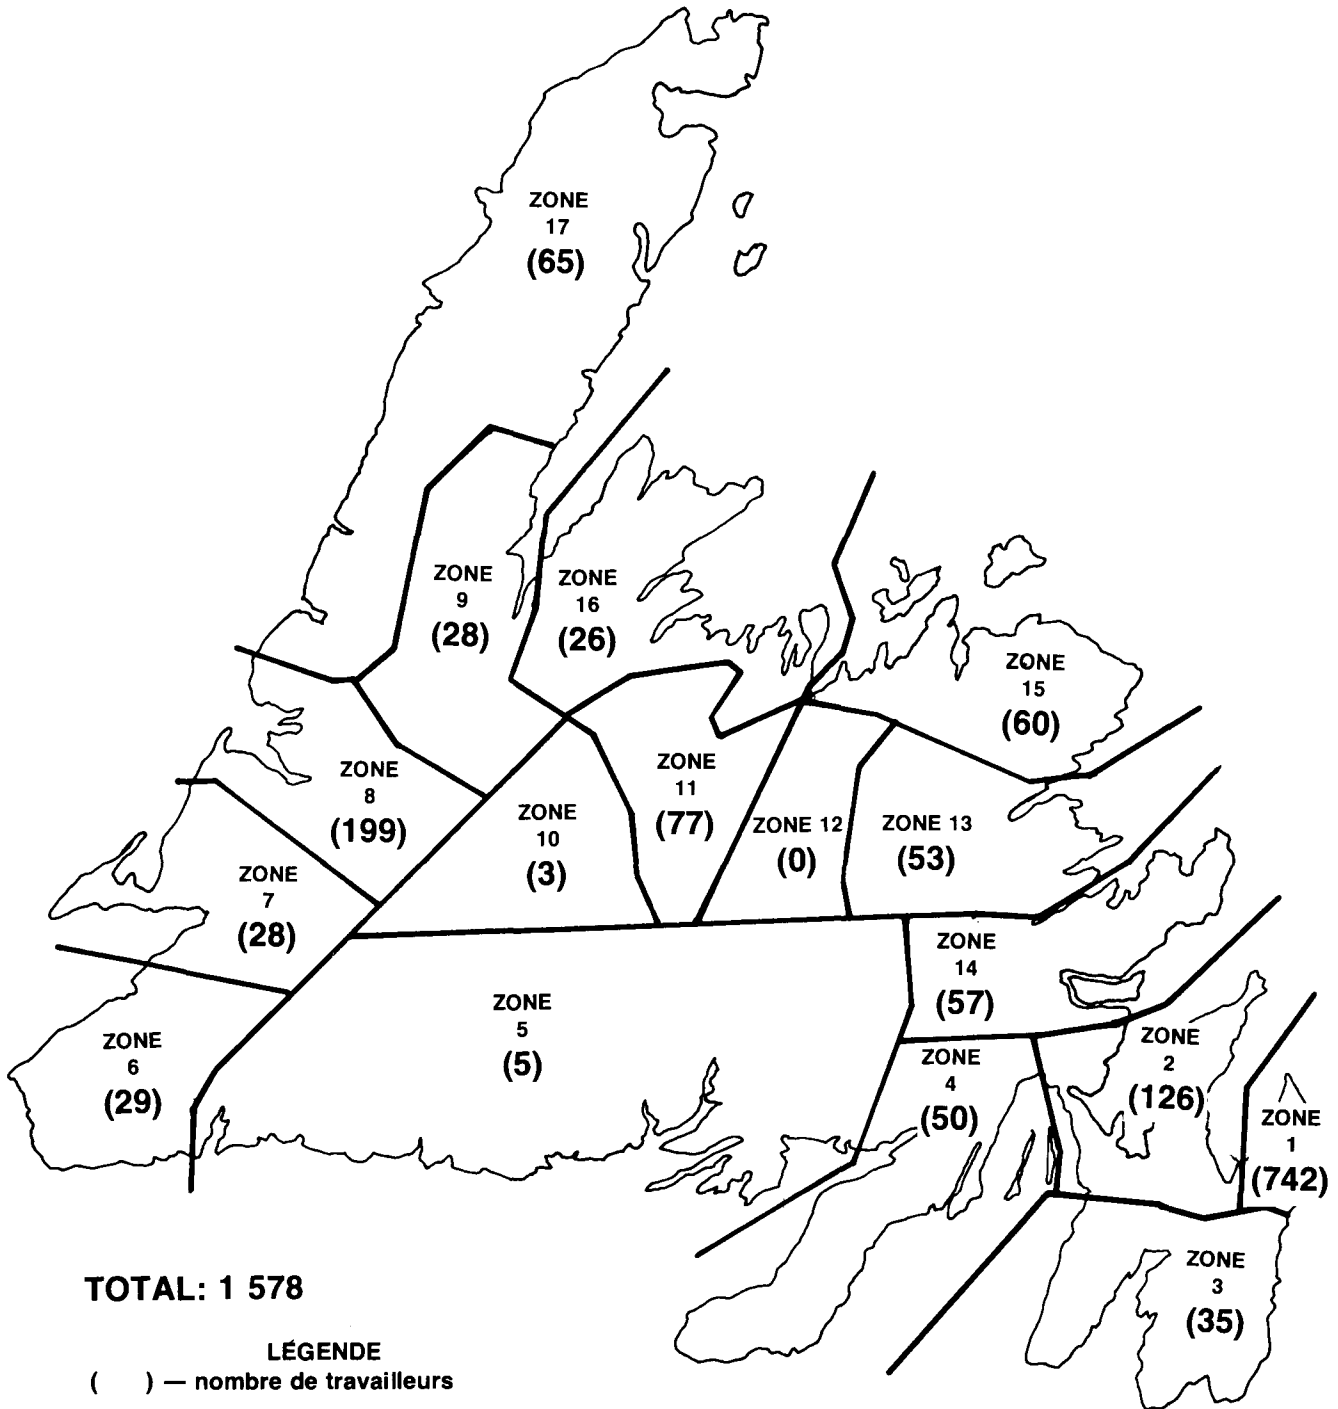 ZONE
17
(65)
ZONE
9
(28)
ZONE
16
(26)
ZONE
15
(60)
ZONE
8
(199)
ZONE
11
(77)
ZONE
10
(3)
ZONE 12
(0)
ZONE 13
(53)
ZONE
7
(28)
ZONE
14
(57)
ZONE
5
(5)
ZONE
6
(29)
ZONE
4
(50)
ZONE
2
(126)
ZONE
1
(742)
ZONE
3
(35)
TOTAL: 1 578
LÉGENDE
( ) — nombre de travailleurs